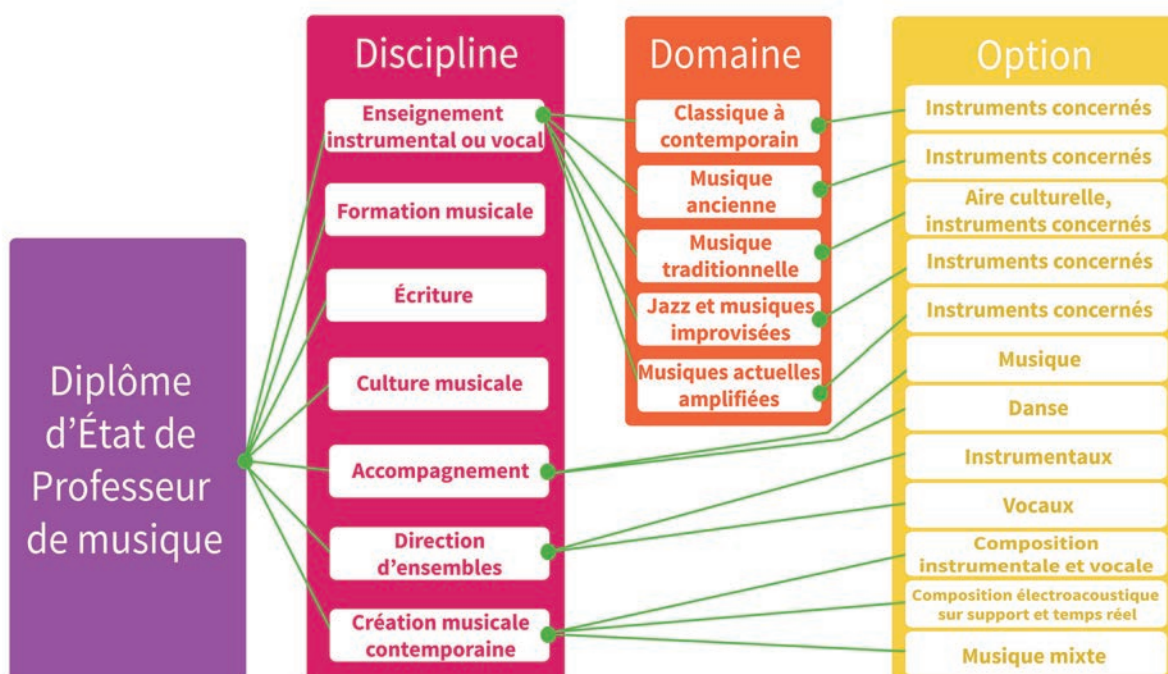 Diplôme
d’État de
Professeur
de musique
Discipline
Enseignement
instrumental ou vocal
Formation musicale
Écriture
Culture musicale
Accompagnement
Direction
d’ensembles
Création musicale
contemporaine
Domaine
Classique à
contemporain
Musique
ancienne
Musique
traditionnelle
Jazz et musiques
improvisées
Musiques actuelles
amplifiées
Option
Instruments concernés
Instruments concernés
Aire culturelle,
instruments concernés
Instruments concernés
Instruments concernés
Musique
Danse
Instrumentaux
Vocaux
Composition
instrumentale et vocale
Composition électroacoustique
sur support et temps réel
Musique mixte